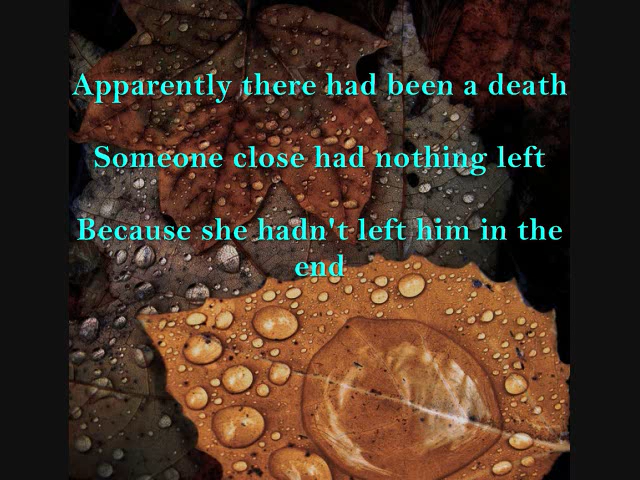 Apparently there had been a death
Someone close had nothing left
Because she hadn't left him in the
end